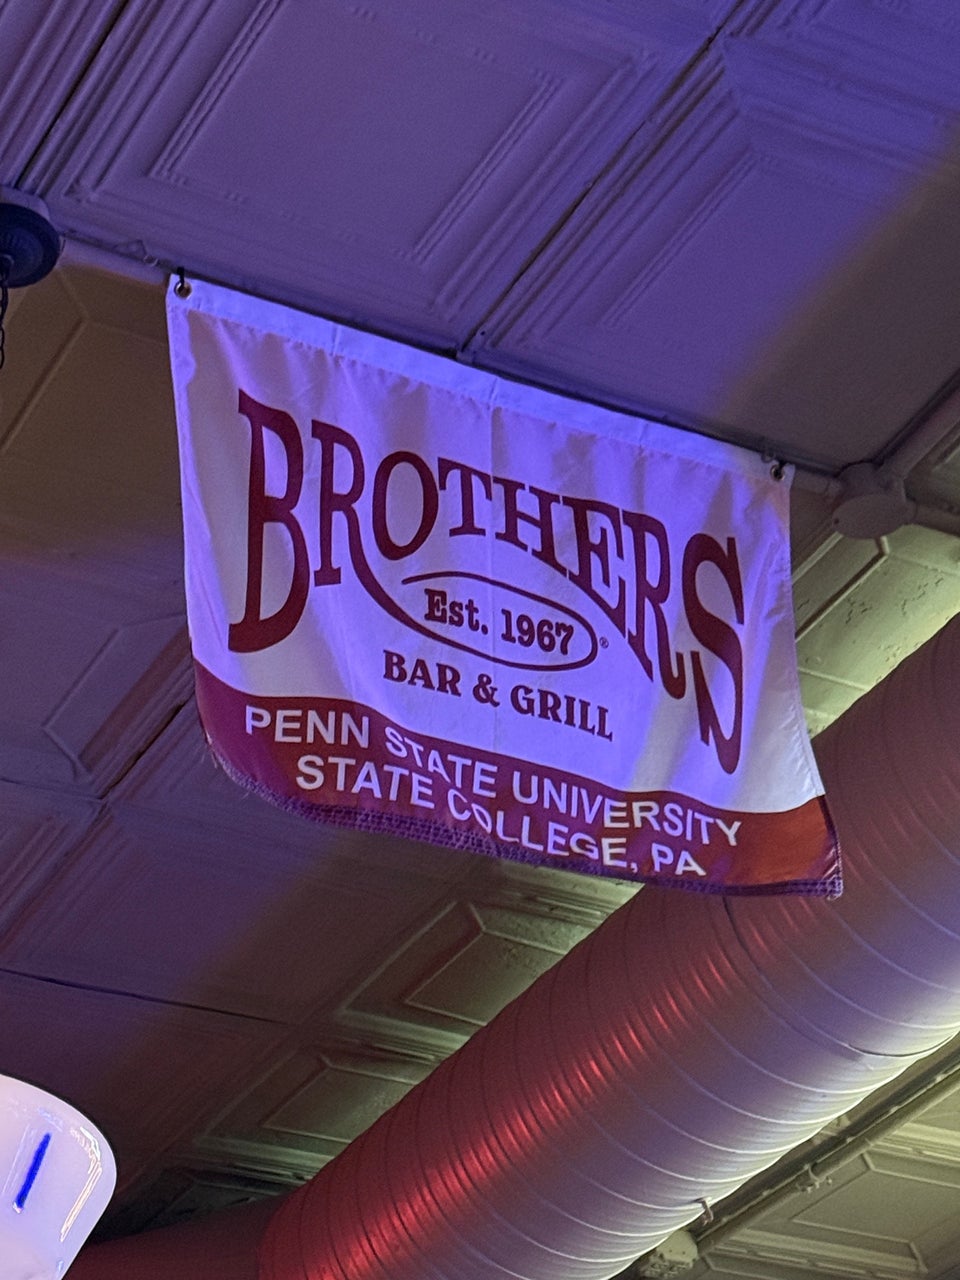 BROTHERS
Est. 1967®
BAR & GRILL
PENN STATE UNIVERSITY
STATE COLLEGE, PA